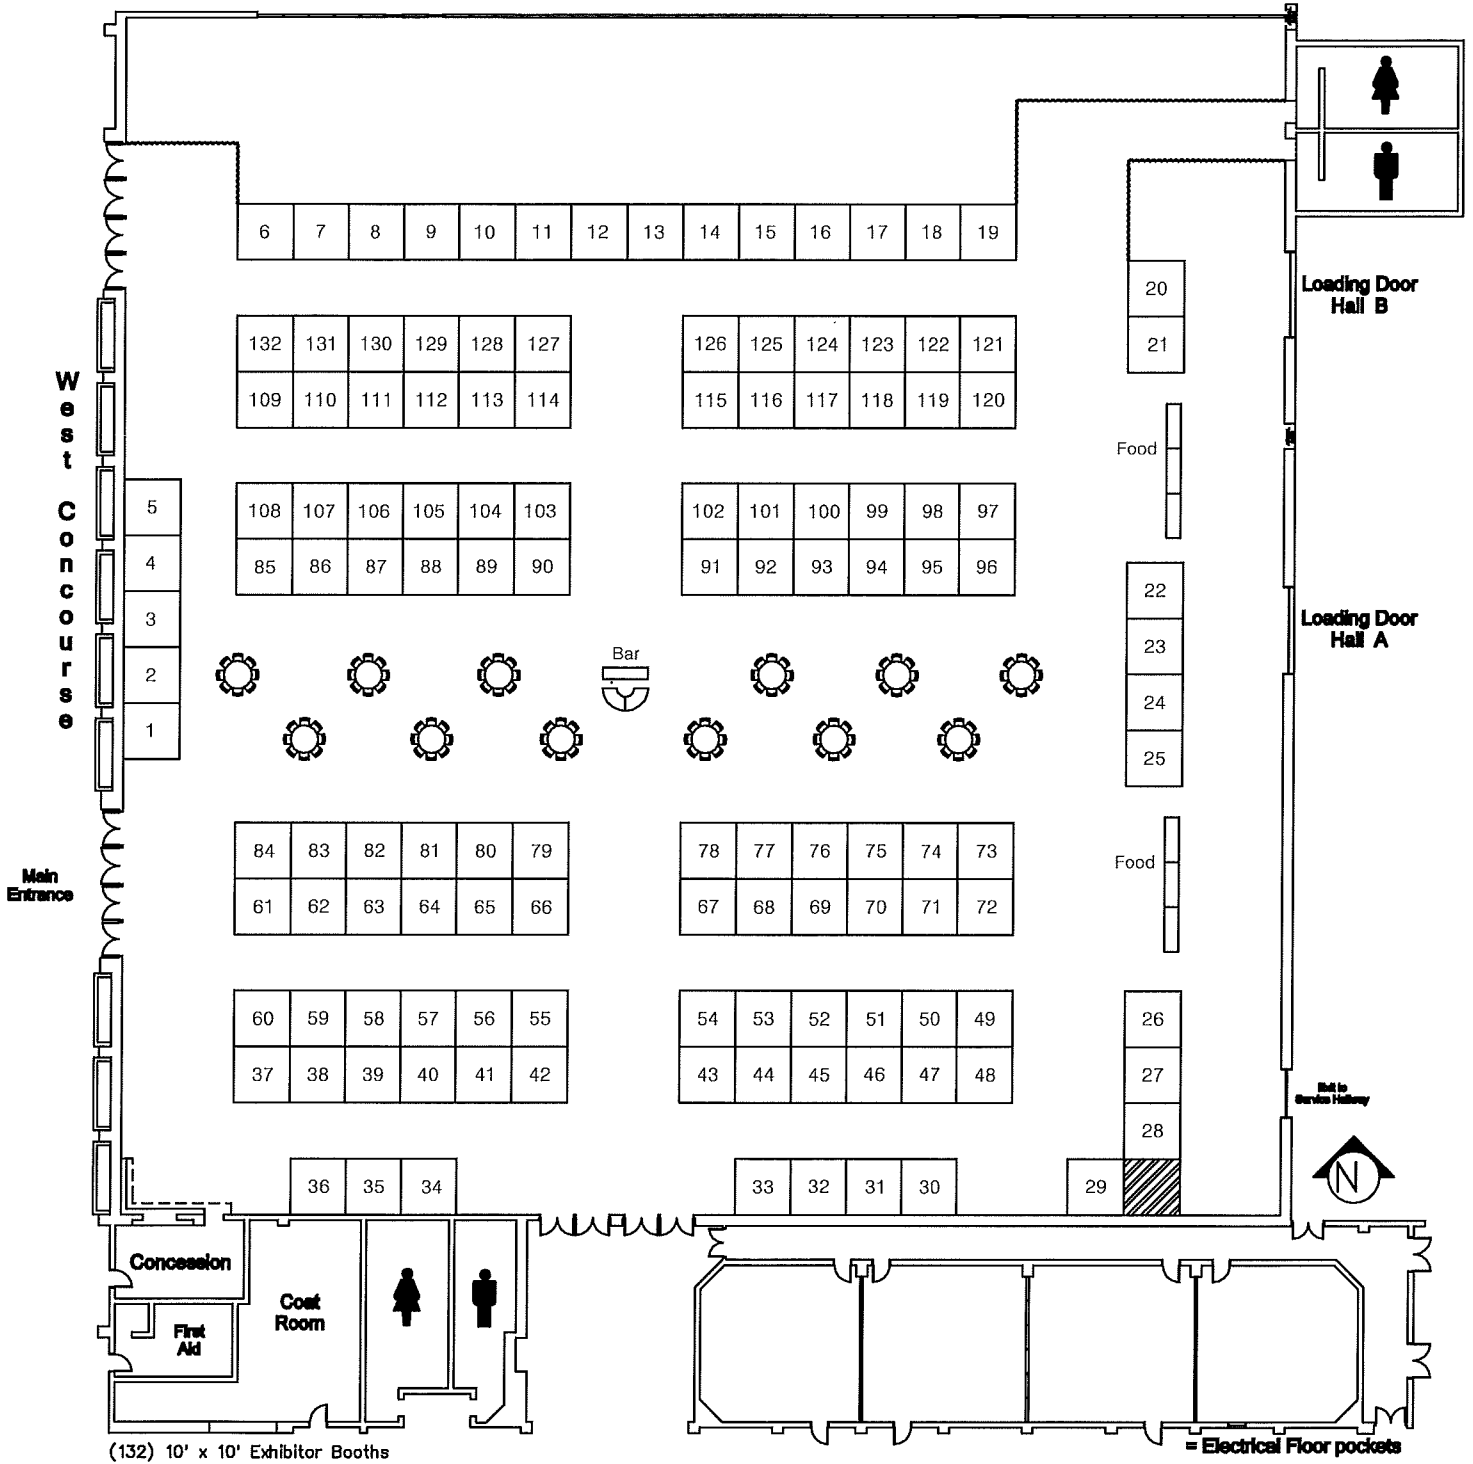 6 7 8 9 10 11 12 13 14 15 16 17 18 19
20
Loading Door
Hall B
21
132 131 130 129 128 127 126 125 124 123 122 121
109 110 111 112 113 114 115 116 117 118 119 120
West Concourse
Food
5
108 107 106 105 104 103 102 101 100 99 98 97
4
85 86 87 88 89 90 91 92 93 94 95 96
22
3
Loading Door
Hall A
23
2
Bar
24
1
25
84 83 82 81 80 79 78 77 76 75 74 73
Food
Main
Entrance
61 62 63 64 65 66 67 68 69 70 71 72
60 59 58 57 56 55 54 53 52 51 50 49
26
37 38 39 40 41 42 43 44 45 46 47 48
27
Exit to
Service Hallway
28
N
36 35 34 33 32 31 30 29
Concession
Coat
Room
First
Aid
(132) 10' x 10' Exhibitor Booths
= Electrical Floor pockets